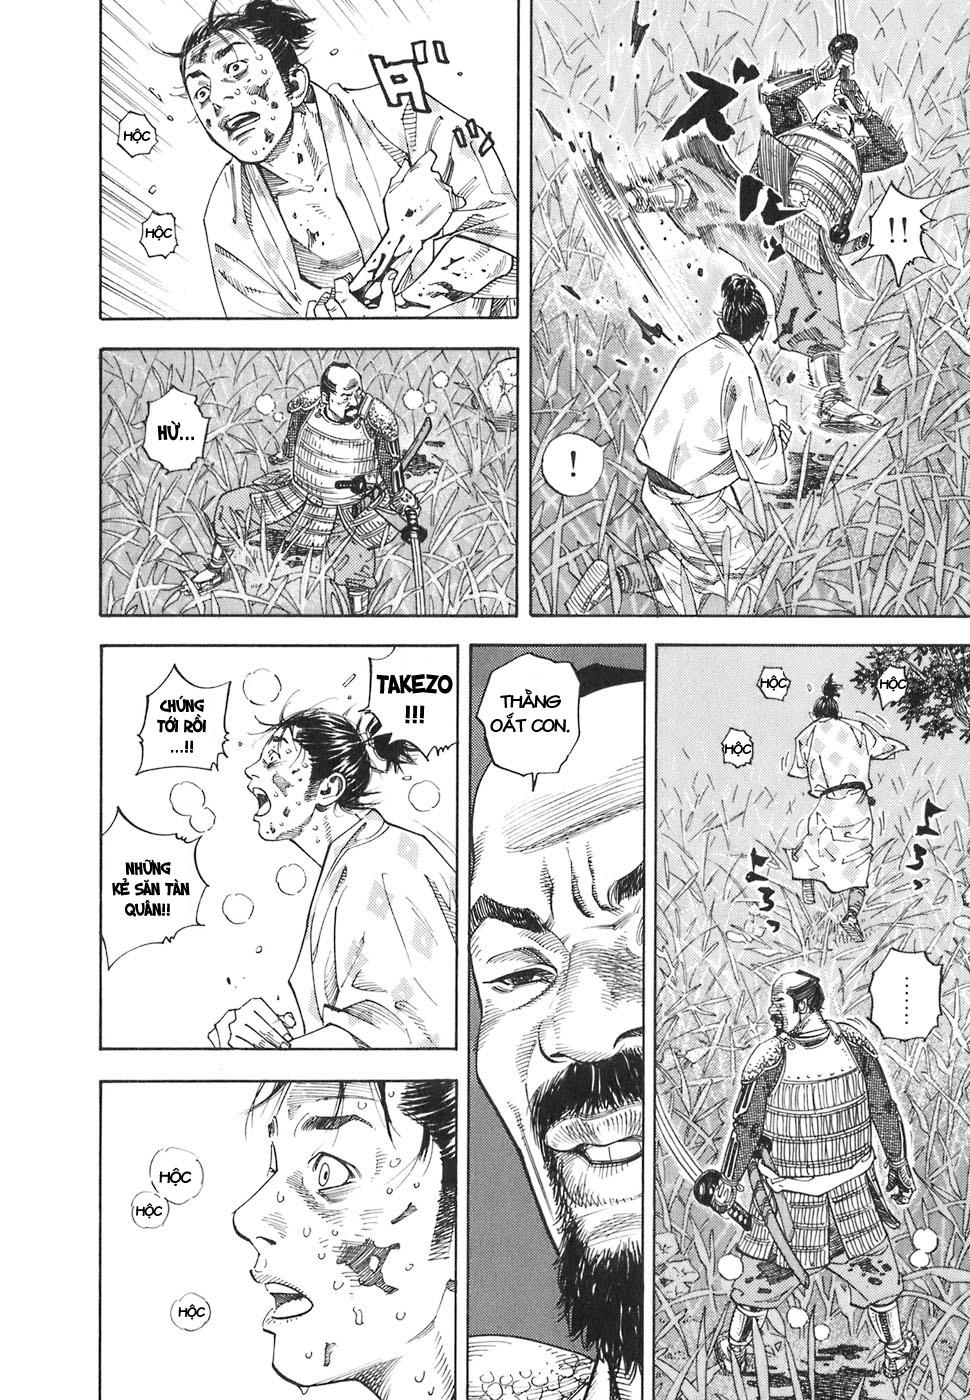 !!
!
HỘC
HỘC
HỪ...
HỘC
HỘC
HỘC
........
THẰNG
OẮT CON.
TAKEZO
!!!
CHÚNG
TỚI RỒI
...!!
NHỮNG
KẺ SĂN TÀN
QUÂN!!
HỘC
HỘC
HỘC